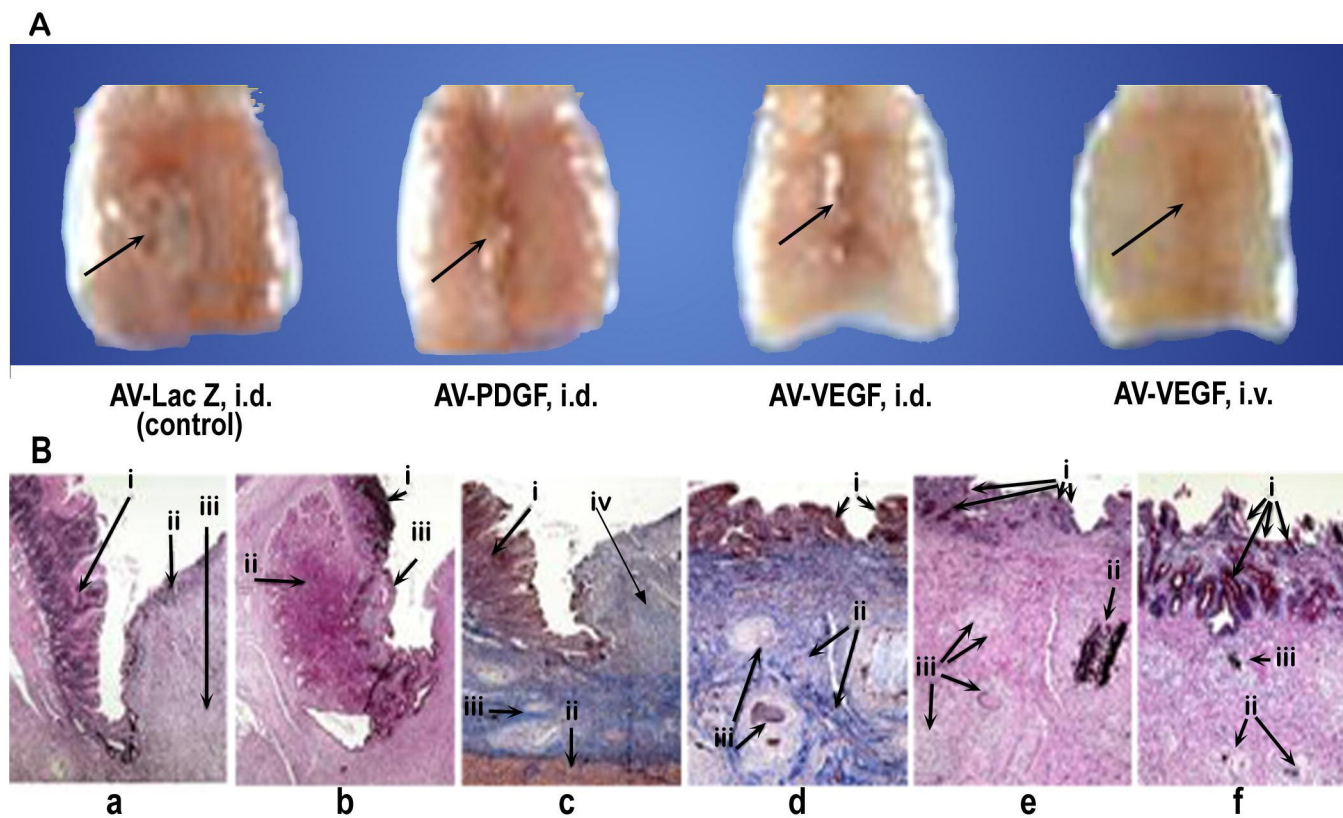 A
AV-Lac Z, i.d.
(control)
AV-PDGF, i.d.
AV-VEGF, i.d.
AV-VEGF, i.v.
B
i
ii
iii
i
ii
iii
i
iv
iii
ii
i
ii
iii
i
ii
iii
i
iii
ii
a
b
c
d
e
f